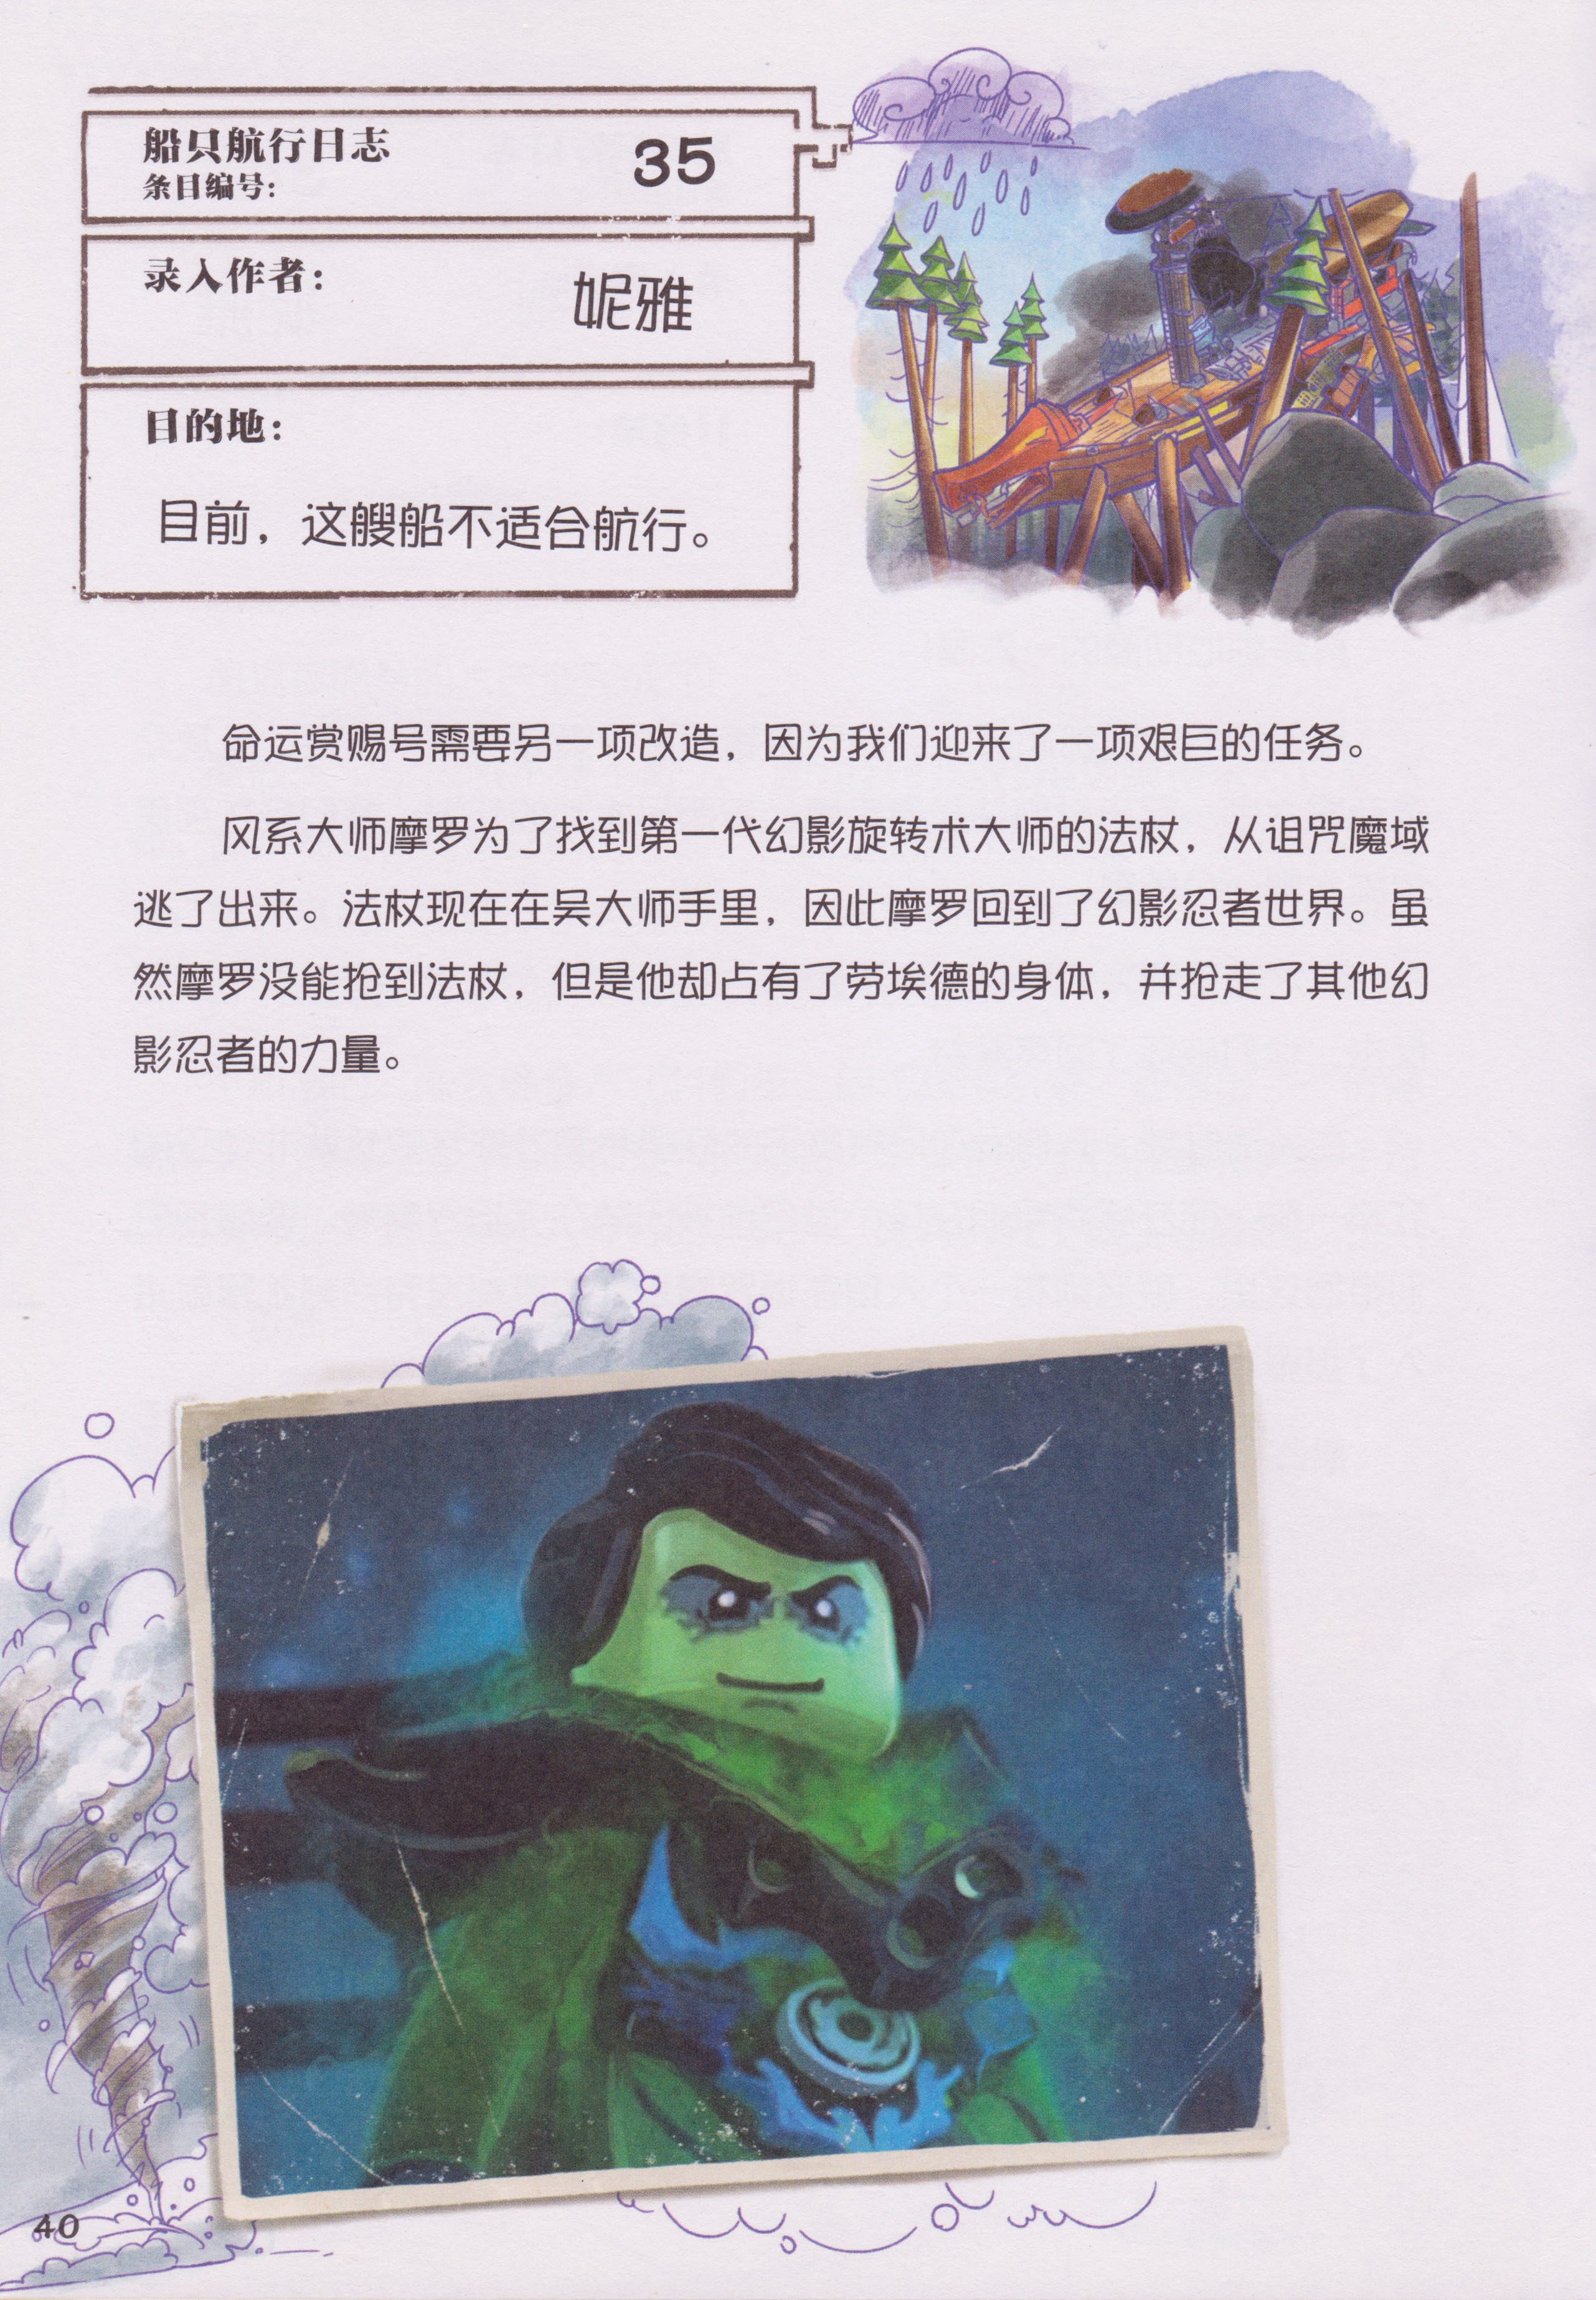 船只航行日志
条目编号： 35
录入作者： 妮雅
目的地：
目前，这艘船不适合航行。
命运赏赐号需要另一项改造，因为我们迎来了一项艰巨的任务。
风系大师摩罗为了找到第一代幻影旋转术大师的法杖，从诅咒魔域
逃了出来。法杖现在在吴大师手里，因此摩罗回到了幻影忍者世界。虽
然摩罗没能抢到法杖，但是他却占有了劳埃德的身体，并抢走了其他幻
影忍者的力量。
40